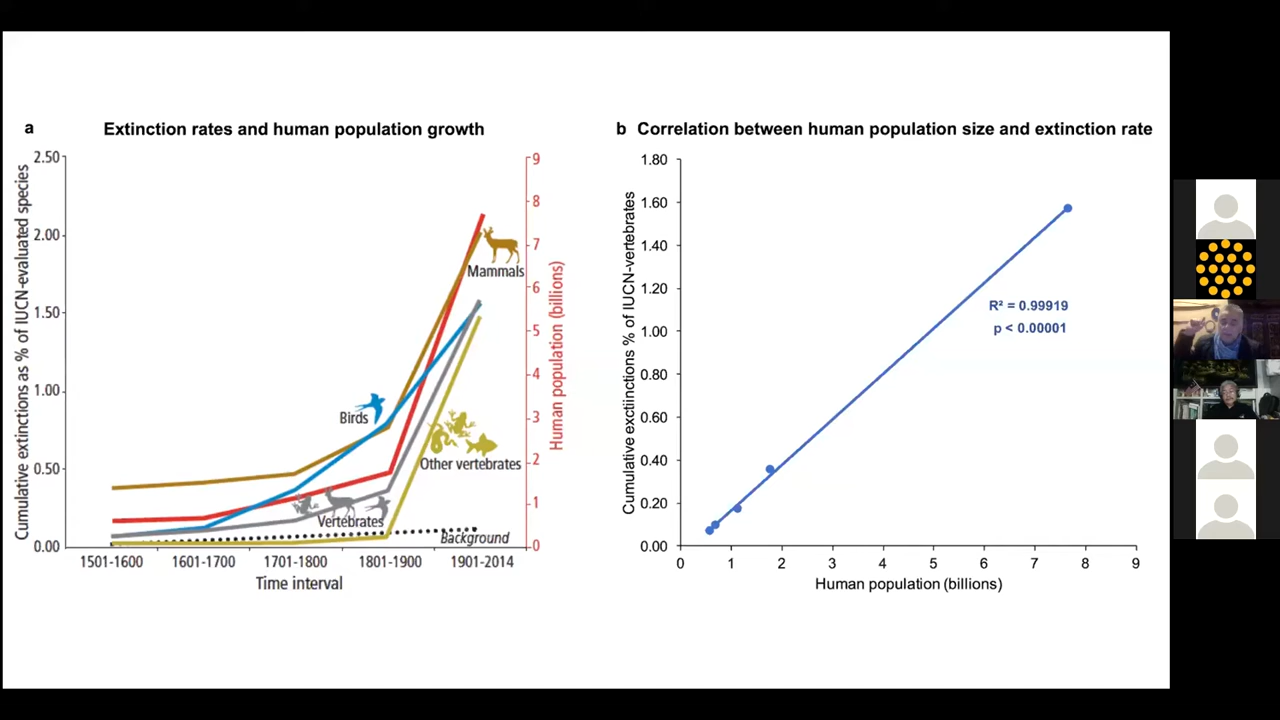 a Extinction rates and human population growth
Cumulative extinctions as % of IUCN-evaluated species
2.50
2.00
1.50
1.00
0.50
0.00
9
8
7
6
5
4
3
2
1
0
Human population (billions)
Mammals
Birds
Other vertebrates
Vertebrates
Background
1501-1600 1601-1700 1701-1800 1801-1900 1901-2014
Time interval
b Correlation between human population size and extinction rate
Cumulative exctiinctions % of IUCN-vertebrates
1.80
1.60
1.40
1.20
1.00
0.80
0.60
0.40
0.20
0.00
R² = 0.99919
p < 0.00001
0 1 2 3 4 5 6 7 8 9
Human population (billions)